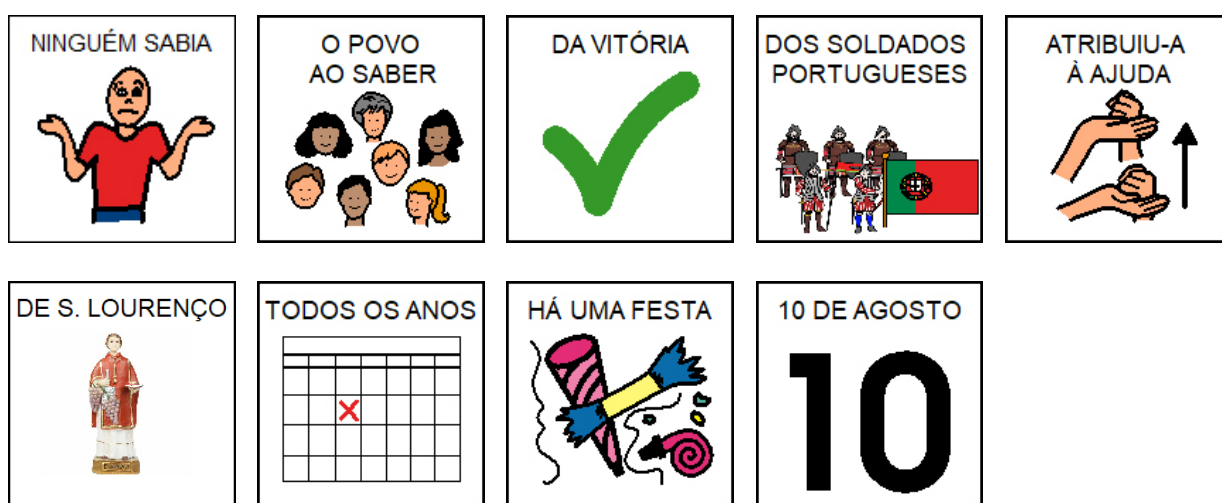 NINGUÉM SABIA
O POVO
AO SABER
DA VITÓRIA
DOS SOLDADOS
PORTUGUESES
ATRIBUIU-A
À AJUDA
DE S. LOURENÇO
TODOS OS ANOS
HÁ UMA FESTA
10 DE AGOSTO
10